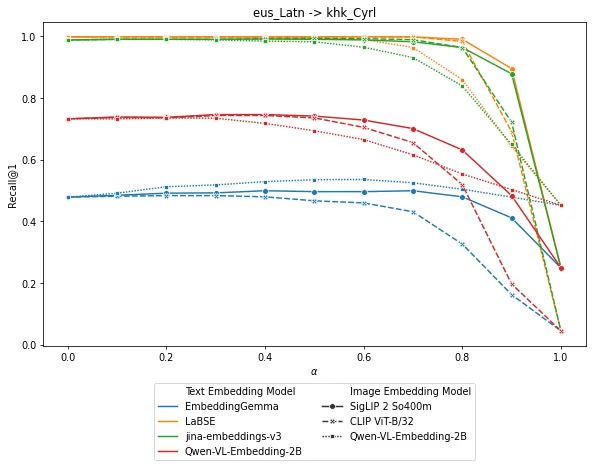 eus_Latn -> khk_Cyrl
Recall@1
1.0
0.8
0.6
0.4
0.2
0.0
0.0 0.2 0.4 0.6 0.8 1.0
α
Text Embedding Model
EmbeddingGemma
LaBSE
jina-embeddings-v3
Qwen-VL-Embedding-2B
Image Embedding Model
SigLIP 2 So400m
CLIP ViT-B/32
Qwen-VL-Embedding-2B